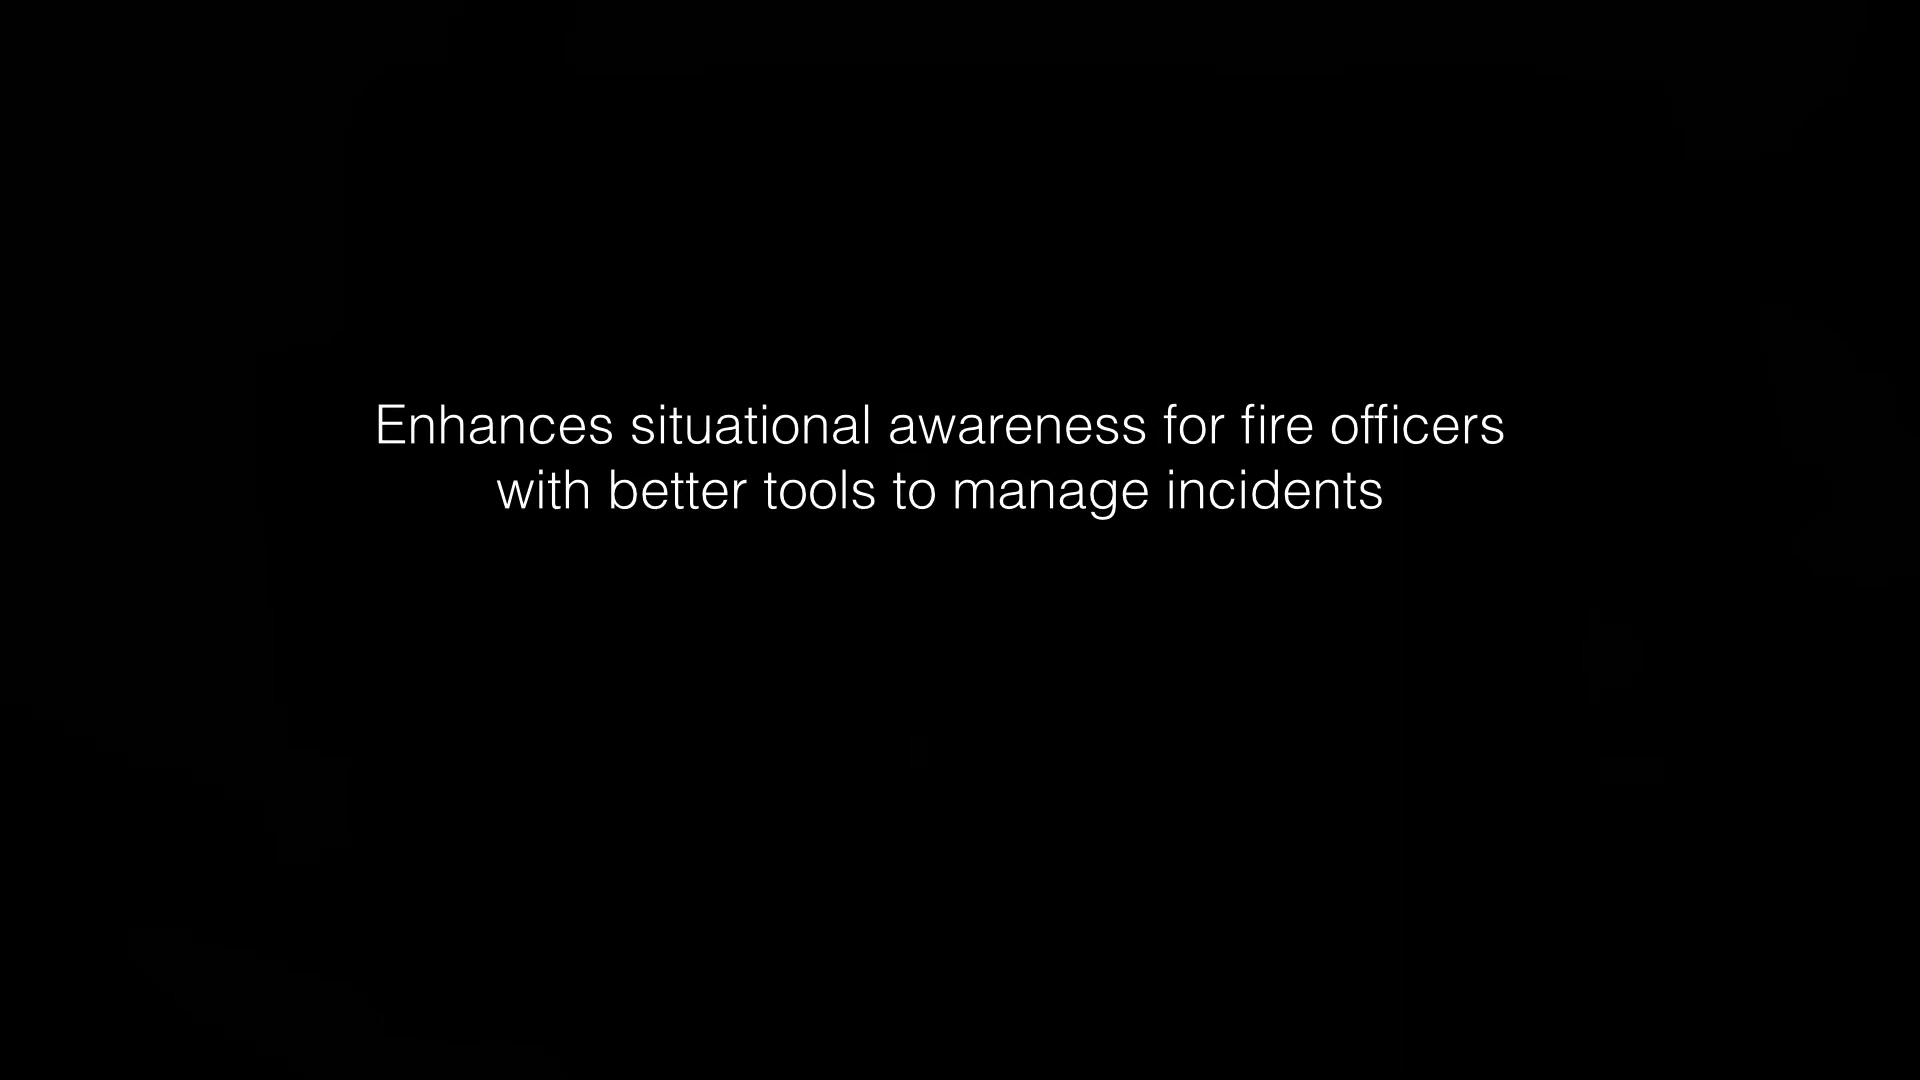 Enhances situational awareness for fire officers
with better tools to manage incidents